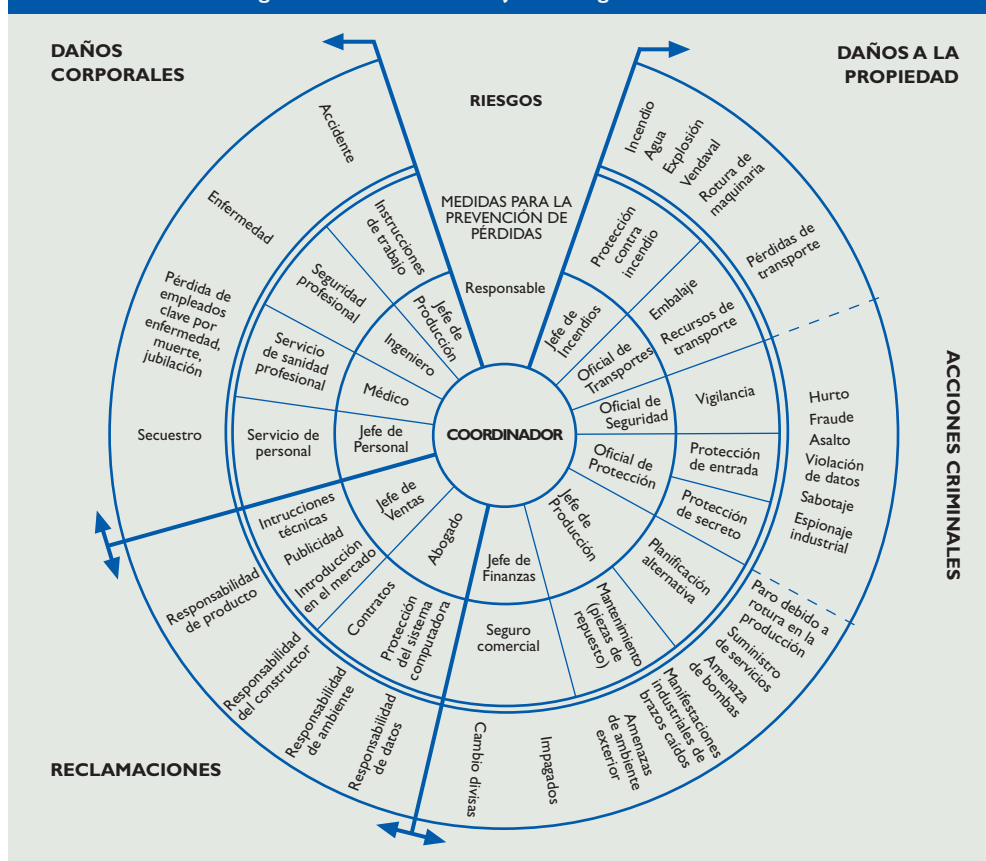 DAÑOS
CORPORALES
DAÑOS A LA
PROPIEDAD
RIESGOS
MEDIDAS PARA LA
PREVENCIÓN DE
PÉRDIDAS
Responsable
COORDINADOR
Incendio
Agua
Explosión
Vendaval
Rotura de
maquinaria
Pérdidas de
transporte
Protección
contra
incendio
Embalaje
Recursos de
transporte
Jefe de
Incendios
Oficial de
Transportes
ACCIONES CRIMINALES
Hurto
Fraude
Asalto
Violación
de datos
Sabotaje
Espionaje
industrial
Vigilancia
Protección
de entrada
Protección
de secreto
Oficial de
Seguridad
Oficial de
Protección
Paro debido a
rotura en la
producción
Suministro
de servicios
Amenaza
de bombas
Manifestaciones
industriales de
brazos caídos
Amenazas
de ambiente
exterior
Impagados
Cambio divisas
Planificación
alternativa
Mantenimiento
(piezas de
repuesto)
Seguro
comercial
Jefe de
Producción
Jefe de
Finanzas
RECLAMACIONES
Responsabilidad
de datos
Responsabilidad
de ambiente
Responsabilidad
del constructor
Responsabilidad
de producto
Protección
del sistema
computadora
Contratos
Introducción
en el mercado
Publicidad
Intrucciones
técnicas
Abogado
Jefe de
Ventas
Secuestro
Pérdida de
empleados
clave por
enfermedad,
muerte,
jubilación
Enfermedad
Accidente
Servicio de
personal
Servicio
de sanidad
profesional
Seguridad
profesional
Instrucciones
de trabajo
Jefe de
Personal
Médico
Ingeniero
Jefe de
Producción